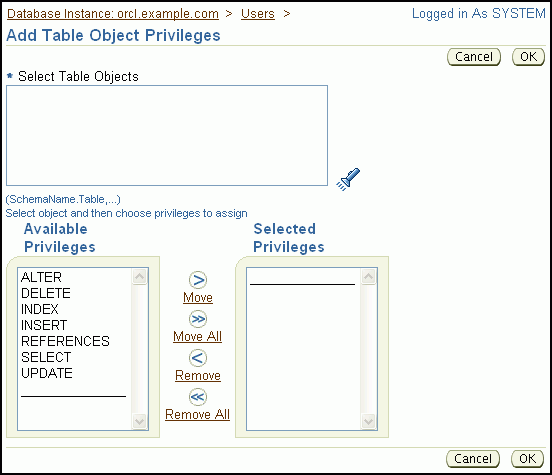 Database Instance: orcl.example.com > Users > Logged in As SYSTEM
Add Table Object Privileges
Cancel OK
* Select Table Objects
(SchemaName.Table,...)
Select object and then choose privileges to assign
Available Privileges
Selected Privileges
ALTER
DELETE
INDEX
INSERT
REFERENCES
SELECT
UPDATE
Move
Move All
Remove
Remove All
Cancel OK